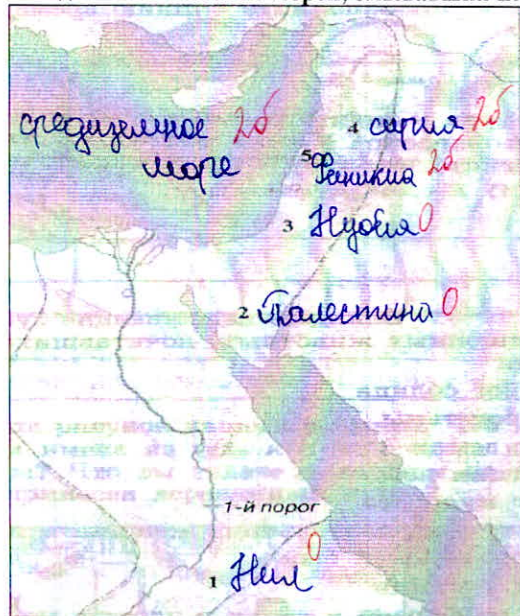 средиземное 2б
море
4 сирия 2б
5 Финикиа 2б
3 Нубия 0
2 Палестина 0
1-й порог
0
1 Нил